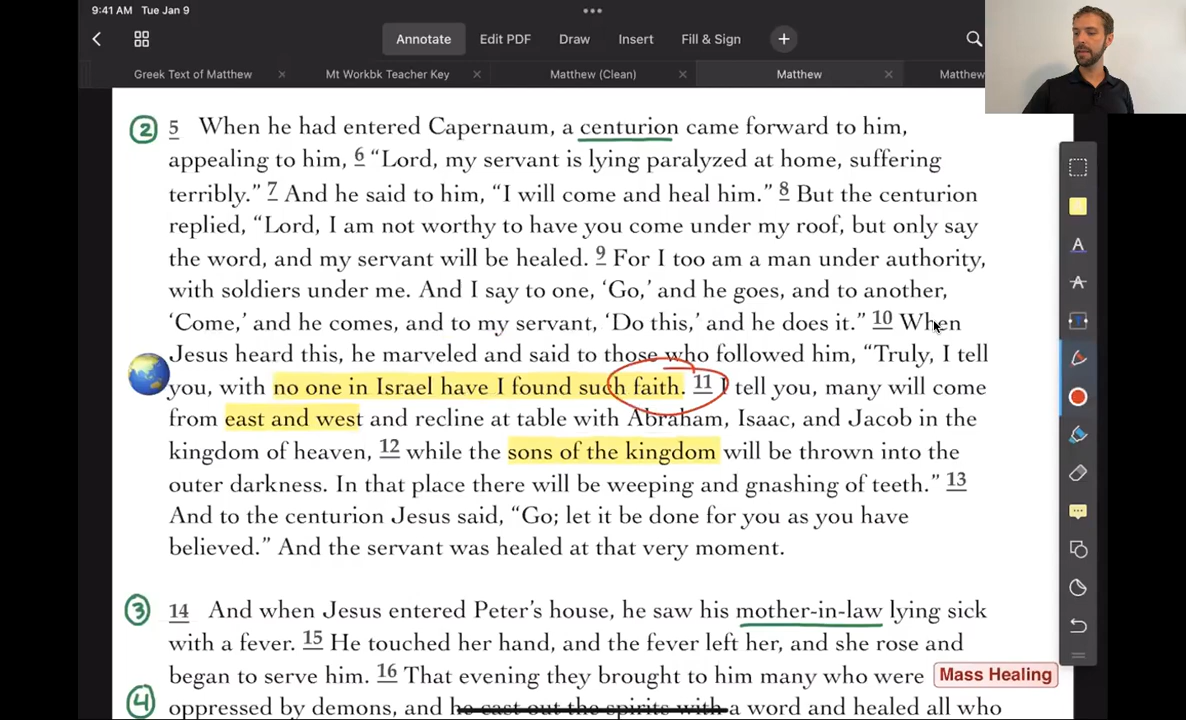 9:41 AM Tue Jan 9
Annotate Edit PDF Draw Insert Fill & Sign
Greek Text of Matthew Mt Workbk Teacher Key Matthew (Clean) Matthew Matthew
2 5 When he had entered Capernaum, a centurion came forward to him,
appealing to him, 6 “Lord, my servant is lying paralyzed at home, suffering
terribly.” 7 And he said to him, “I will come and heal him.” 8 But the centurion
replied, “Lord, I am not worthy to have you come under my roof, but only say
the word, and my servant will be healed. 9 For I too am a man under authority,
with soldiers under me. And I say to one, ‘Go,’ and he goes, and to another,
‘Come,’ and he comes, and to my servant, ‘Do this,’ and he does it.” 10 When
Jesus heard this, he marveled and said to those who followed him, “Truly, I tell
you, with no one in Israel have I found such faith. 11 I tell you, many will come
from east and west and recline at table with Abraham, Isaac, and Jacob in the
kingdom of heaven, 12 while the sons of the kingdom will be thrown into the
outer darkness. In that place there will be weeping and gnashing of teeth.” 13
And to the centurion Jesus said, “Go; let it be done for you as you have
believed.” And the servant was healed at that very moment.
3 14 And when Jesus entered Peter’s house, he saw his mother-in-law lying sick
with a fever. 15 He touched her hand, and the fever left her, and she rose and
began to serve him. 16 That evening they brought to him many who were Mass Healing
4 oppressed by demons, and he cast out the spirits with a word and healed all who